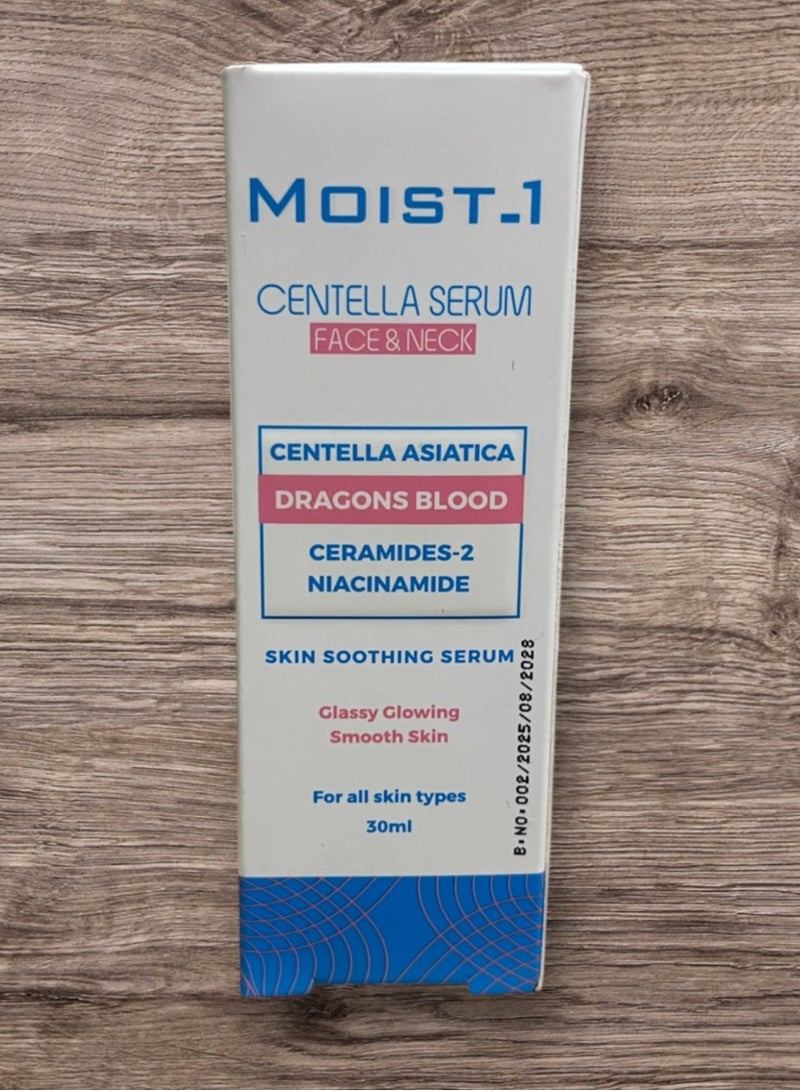 MOIST_1
CENTELLA SERUM
FACE & NECK
CENTELLA ASIATICA
DRAGONS BLOOD
CERAMIDES-2
NIACINAMIDE
SKIN SOOTHING SERUM
Glassy Glowing
Smooth Skin
For all skin types
30ml
B.NO.002/2025/08/2028